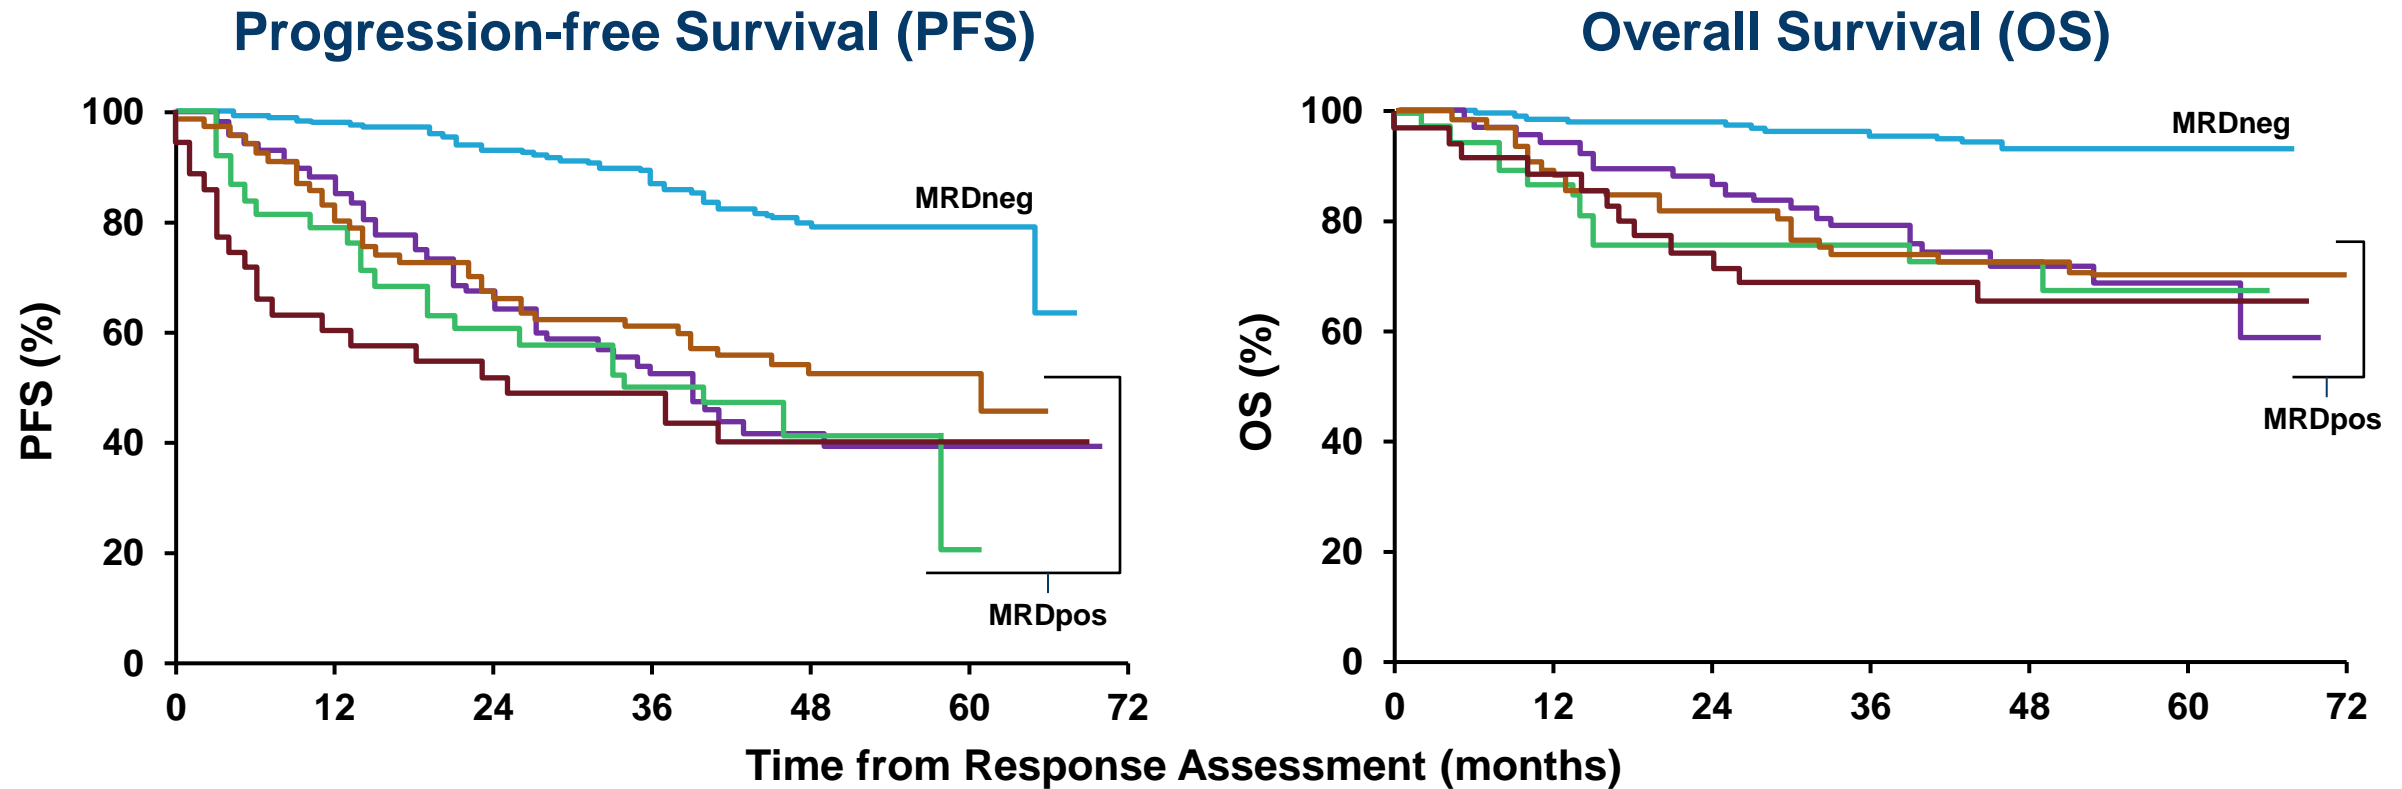 Progression-free Survival (PFS)
PFS (%)
100
80
60
40
20
0
MRDneg
MRDpos
0 12 24 36 48 60 72
Overall Survival (OS)
OS (%)
100
80
60
40
20
0
MRDneg
MRDpos
0 12 24 36 48 60 72
Time from Response Assessment (months)